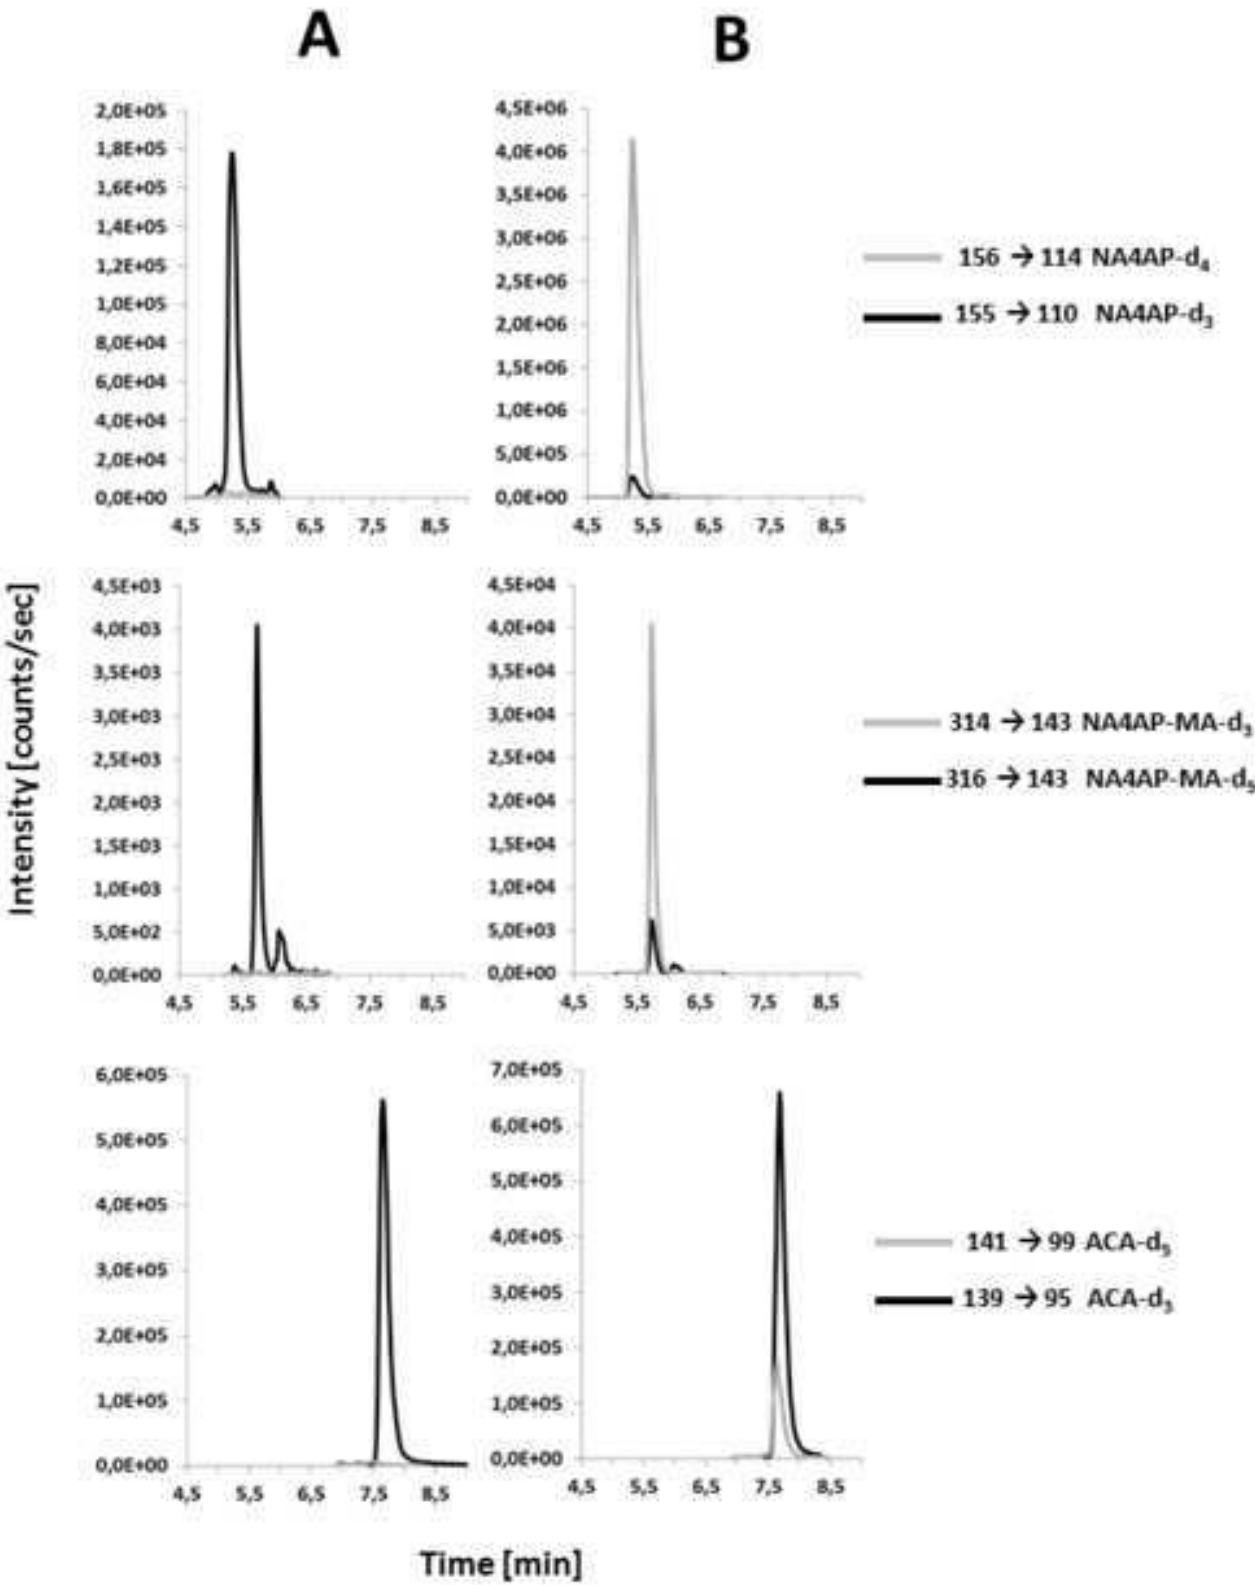 A B
2,0E+05
1,8E+05
1,6E+05
1,4E+05
1,2E+05
1,0E+05
8,0E+04
6,0E+04
4,0E+04
2,0E+04
0,0E+00
4,5 5,5 6,5 7,5 8,5
4,5E+06
4,0E+06
3,5E+06
3,0E+06
2,5E+06
2,0E+06
1,5E+06
1,0E+06
5,0E+05
0,0E+00
4,5 5,5 6,5 7,5 8,5
156 → 114 NA4AP-d₄
155 → 110 NA4AP-d₃
Intensity [counts/sec]
4,5E+03
4,0E+03
3,5E+03
3,0E+03
2,5E+03
2,0E+03
1,5E+03
1,0E+03
5,0E+02
0,0E+00
4,5 5,5 6,5 7,5 8,5
4,5E+04
4,0E+04
3,5E+04
3,0E+04
2,5E+04
2,0E+04
1,5E+04
1,0E+04
5,0E+03
0,0E+00
4,5 5,5 6,5 7,5 8,5
314 → 143 NA4AP-MA-d₃
316 → 143 NA4AP-MA-d₅
6,0E+05
5,0E+05
4,0E+05
3,0E+05
2,0E+05
1,0E+05
0,0E+00
4,5 5,5 6,5 7,5 8,5
7,0E+05
6,0E+05
5,0E+05
4,0E+05
3,0E+05
2,0E+05
1,0E+05
0,0E+00
4,5 5,5 6,5 7,5 8,5
141 → 99 ACA-d₅
139 → 95 ACA-d₃
Time [min]